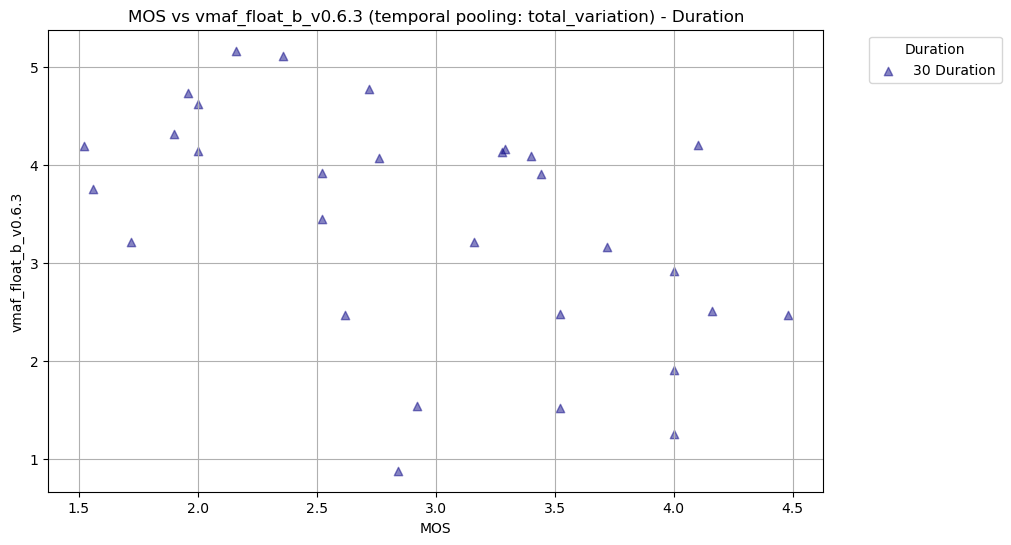 MOS vs vmaf_float_b_v0.6.3 (temporal pooling: total_variation) - Duration
Duration
30 Duration
vmaf_float_b_v0.6.3
5
4
3
2
1
1.5 2.0 2.5 3.0 3.5 4.0 4.5
MOS